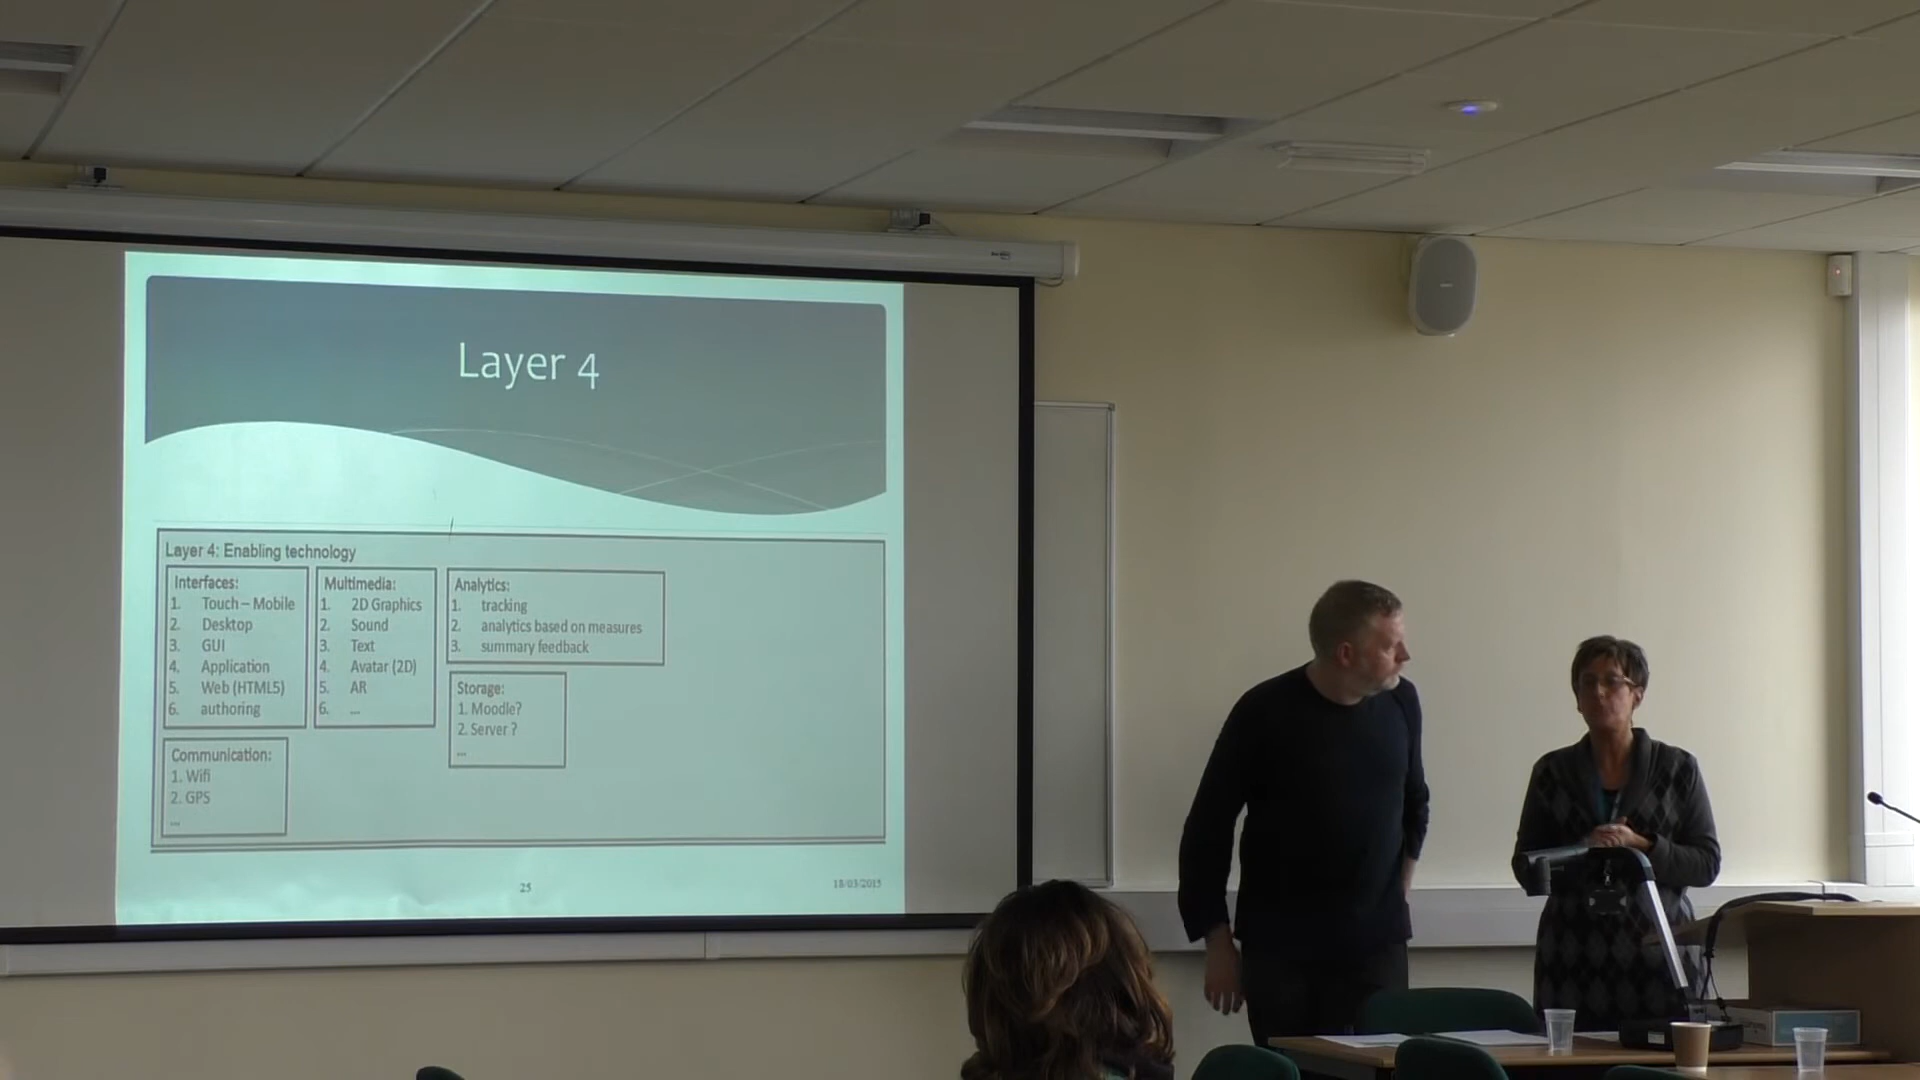 Layer 4
Layer 4: Enabling technology
Interfaces:
1. Touch – Mobile
2. Desktop
3. GUI
4. Application
5. Web (HTML5)
6. authoring
Multimedia:
1. 2D Graphics
2. Sound
3. Text
4. Avatar (2D)
5. AR
6. ...
Analytics:
1. tracking
2. analytics based on measures
3. summary feedback
Storage:
1. Moodle?
2. Server ?
...
Communication:
1. Wifi
2. GPS
...
25
18/03/2015